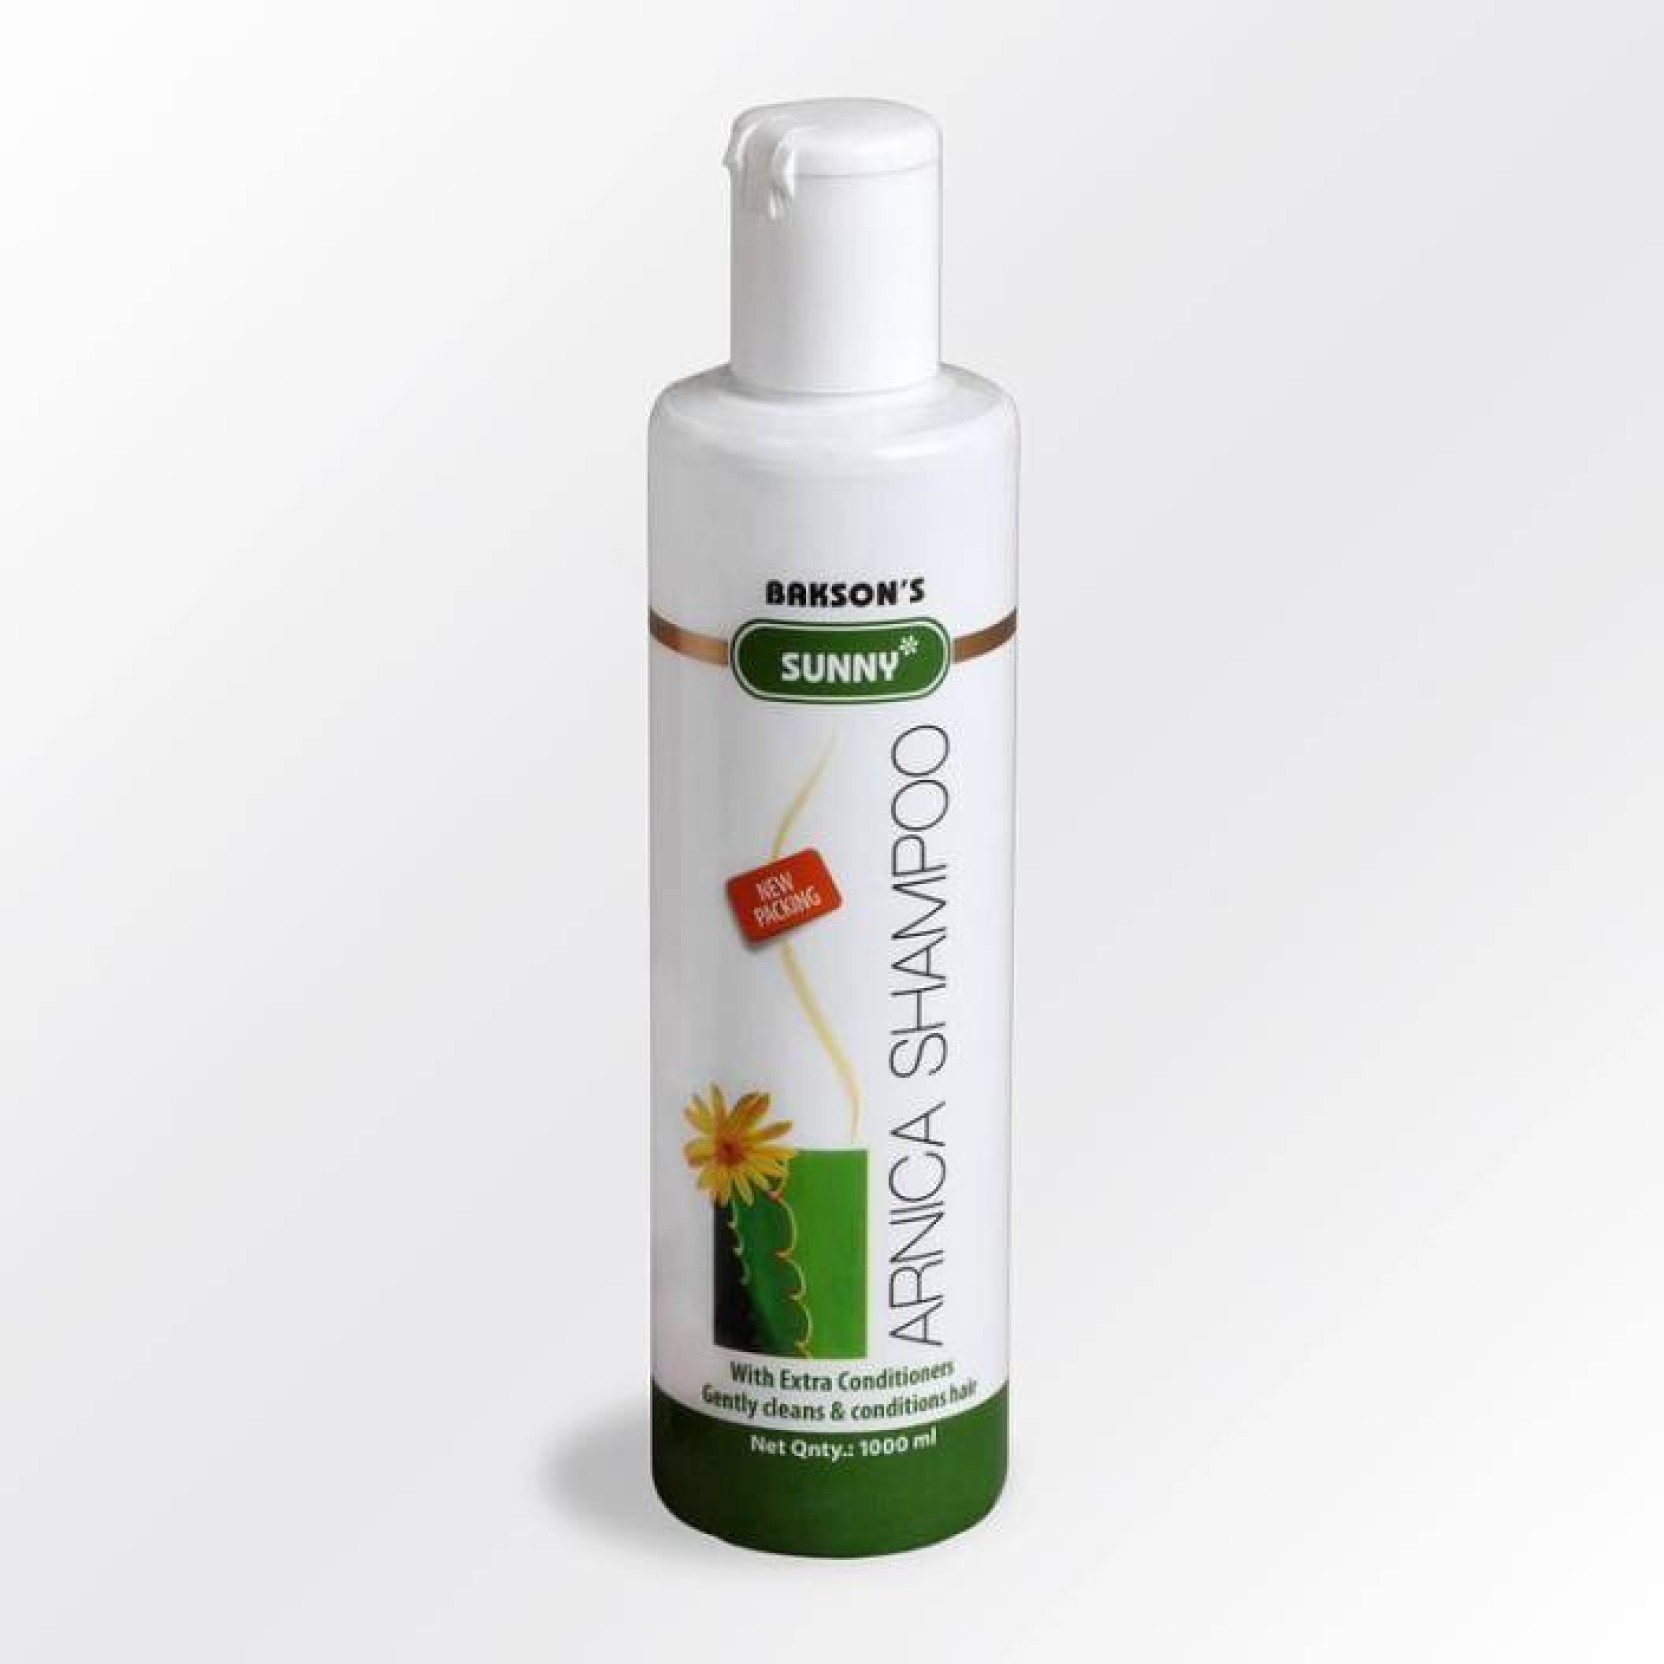 BAKSON'S
SUNNY*
ARNICA SHAMPOO
NEW
PACKING
With Extra Conditioners
Gently cleans & conditions hair
Net Qnty.: 1000 ml